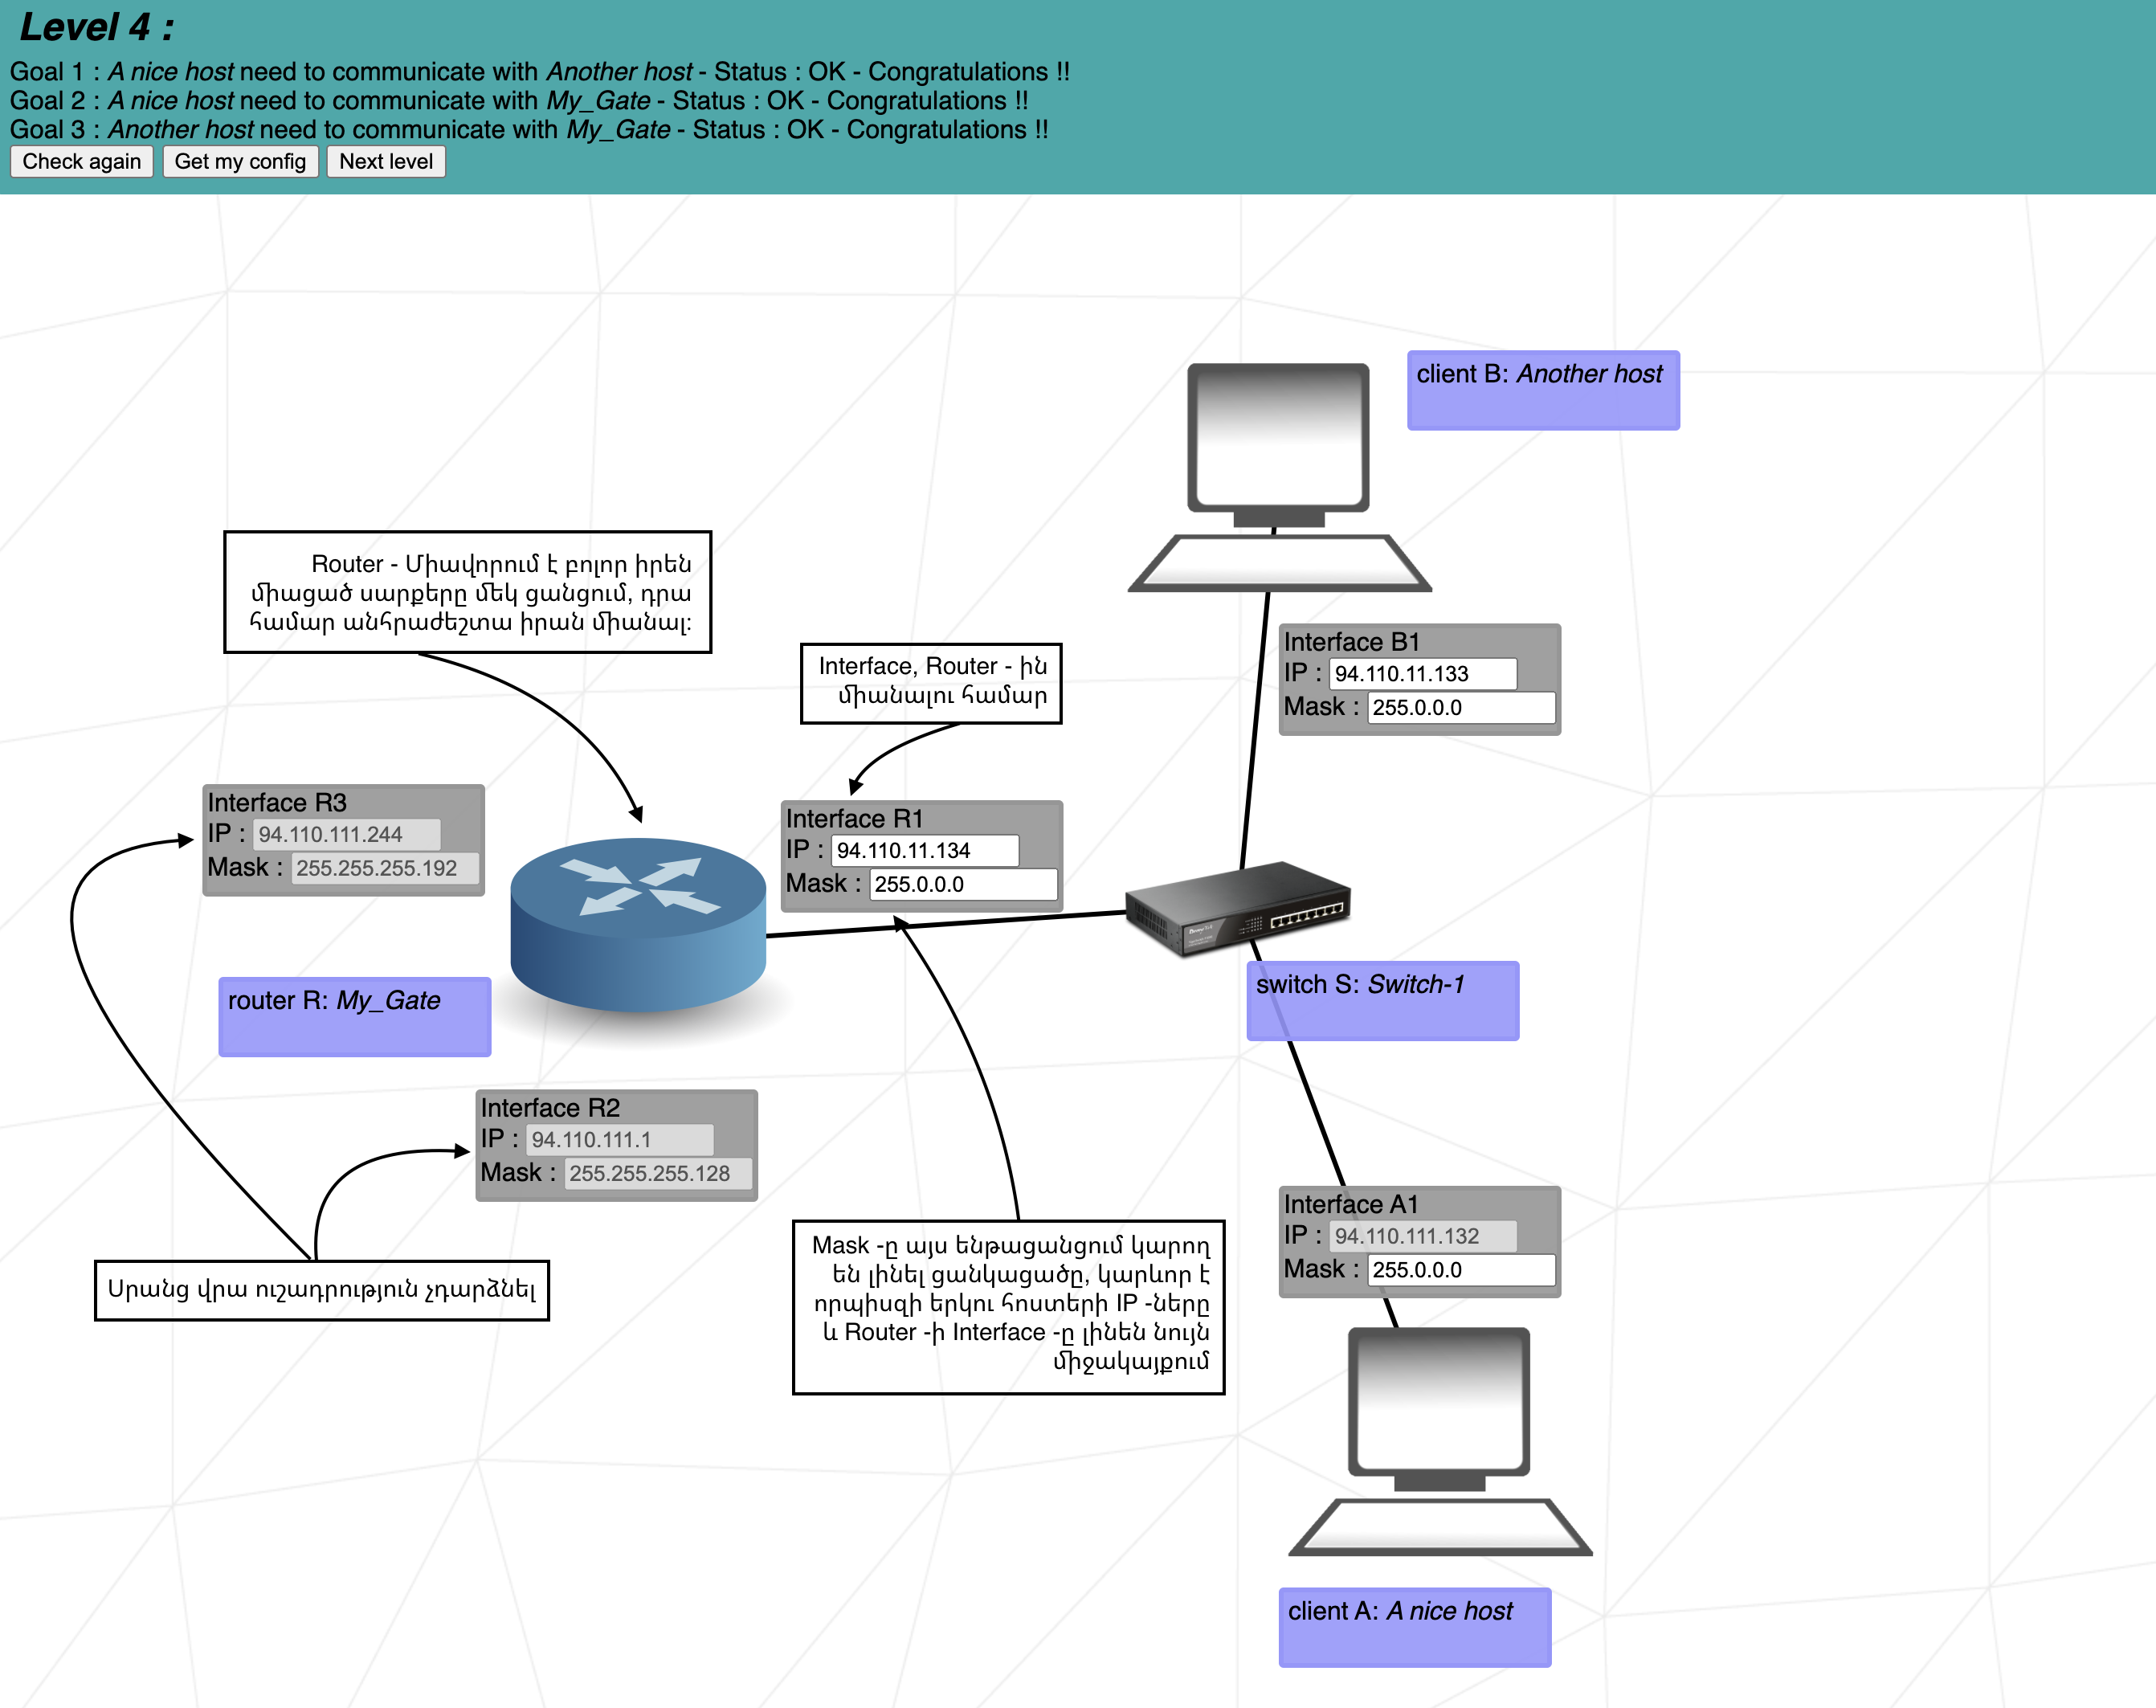 Level 4 :
Goal 1 : A nice host need to communicate with Another host - Status : OK - Congratulations !!
Goal 2 : A nice host need to communicate with My_Gate - Status : OK - Congratulations !!
Goal 3 : Another host need to communicate with My_Gate - Status : OK - Congratulations !!
Check again Get my config Next level
client B: Another host
Router - Միավորում է բոլոր իրեն
միացած սարքերը մեկ ցանցում, դրա
համար անհրաժեշտա իրան միանալ:
Interface, Router - ին
միանալու համար
Interface B1
IP : 94.110.11.133
Mask : 255.0.0.0
Interface R3
IP : 94.110.111.244
Mask : 255.255.255.192
Interface R1
IP : 94.110.11.134
Mask : 255.0.0.0
router R: My_Gate
switch S: Switch-1
Interface R2
IP : 94.110.111.1
Mask : 255.255.255.128
Interface A1
IP : 94.110.111.132
Mask : 255.0.0.0
Սրանց վրա ուշադրություն չդարձնել
Mask -ը այս ենթացանցում կարող
են լինել ցանկացածը, կարևոր է
որպիսզի երկու հոստերի IP -ները
և Router -ի Interface -ը լինեն նույն
միջակայքում
client A: A nice host